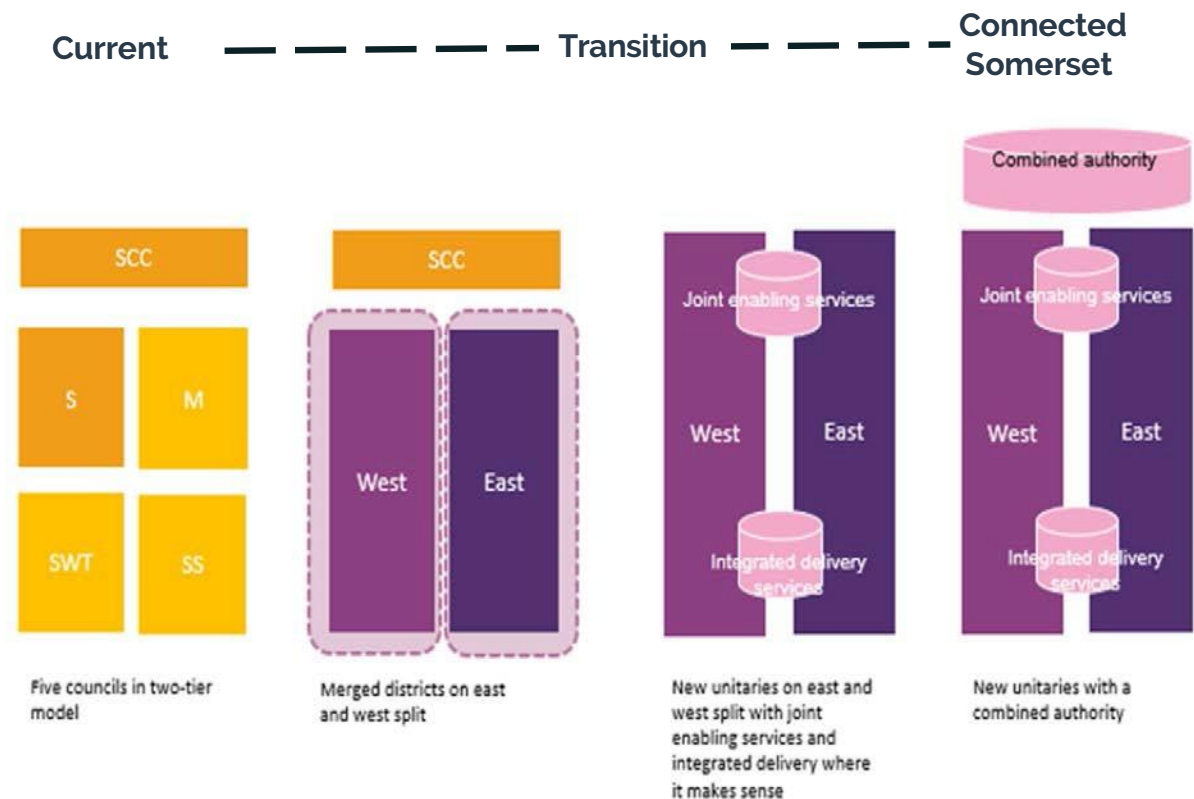 Current
Transition
Connected
Somerset
SCC
S
M
SWT
SS
Five councils in two-tier
model
SCC
West
East
Merged districts on east
and west split
Joint enabling services
West
East
Integrated delivery
services
New unitaries on east and
west split with joint
enabling services and
integrated delivery where
it makes sense
Combined authority
Joint enabling services
West
East
Integrated delivery
services
New unitaries with a
combined authority